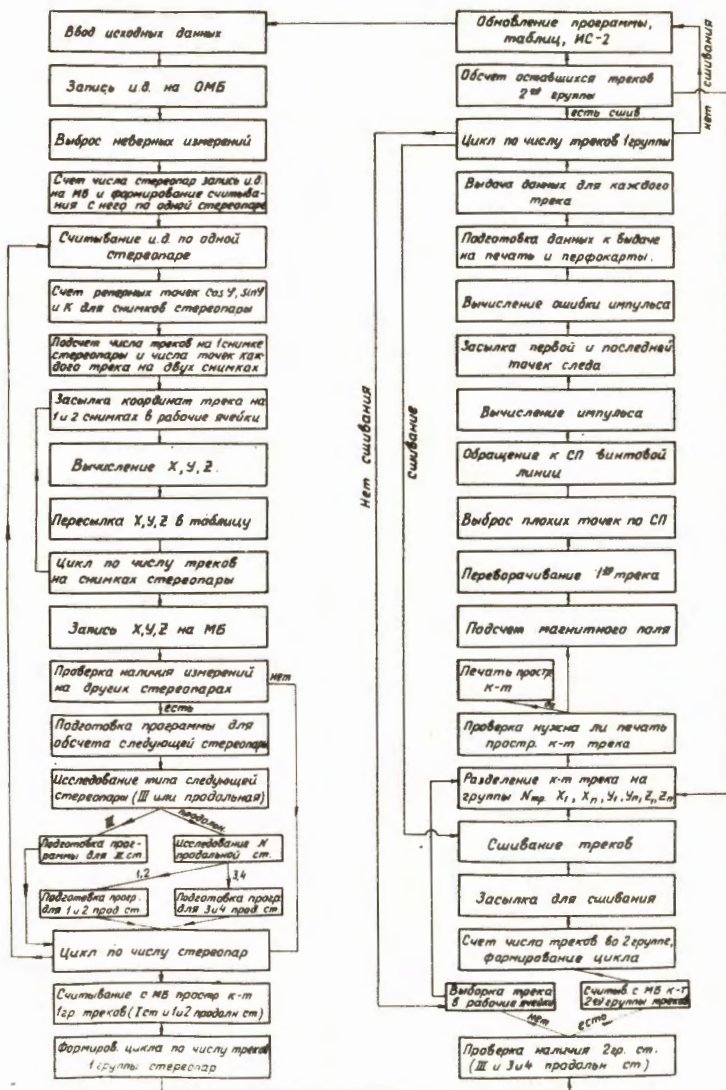 Ввод исходных данных
Запись и.д. на ОМБ
Выброс неверных измерений
Счет числа стереопар запись и.д.
на МБ и формирование считыва-
ния с него по одной стереопаре
Считывание и.д. по одной
стереопаре
Счет реперных точек cosφ, sinφ
и К для снимков стереопары
Подсчет числа треков на 1 снимке
стереопары и числа точек каж-
дого трека на двух снимках
Засылка координат трека на
1 и 2 снимках в рабочие ячейки
Вычисление X, Y, Z.
Пересылка X, Y, Z в таблицу
Цикл по числу треков
на снимках стереопары
Запись X, Y, Z на МБ
Проверка наличия измерений
на других стереопарах
нет
есть
Подготовка программы для
обсчета следующей стереопары
Исследование типа следующей
стереопары (III или продольная)
III
продольн.
Подготовка прог-
раммы для III ст
Исследование N
продольной ст.
1,2
3,4
Подготовка прогр.
для 1 и 2 прод ст
Подготовка прогр.
для 3 и 4 прод ст
Цикл по числу стереопар
Считывание с МБ простр к-т
1 гр. треков (I ст и 1 и 2 продолн ст)
Формиров. цикла по числу треков
1 группы стереопар
Обновление программы,
таблиц, ИС-2
Обсчет оставшихся треков
2ой группы
есть сшив
нет сшивания
Цикл по числу треков 1 группы
Выдача данных для каждого
трека
Подготовка данных к выдаче
на печать и перфокарты.
Вычисление ошибки импульса
Засылка первой и последней
точек следа
Вычисление импульса
Обращение к СП винтовой
линии
Выброс плохих точек по СП
Переворачивание 1го трека
Подсчет магнитного поля
Печать простр
к-т
Проверка нужна ли печать
простр. к-т трека
Разделение к-т трека на
группы Nтр. X1, Xn, Y1, Yn, Z1, Zn
Сшивание треков
Засылка для сшивания
Счет числа треков во 2 группе,
формирование цикла
Выборка трека
в рабочие ячейки
Считыв. с МБ к-т
2ой группы треков
нет
есть
Проверка наличия 2 гр. ст.
(III и 3 и 4 продольн ст.)
Нет сшивания
сшивание